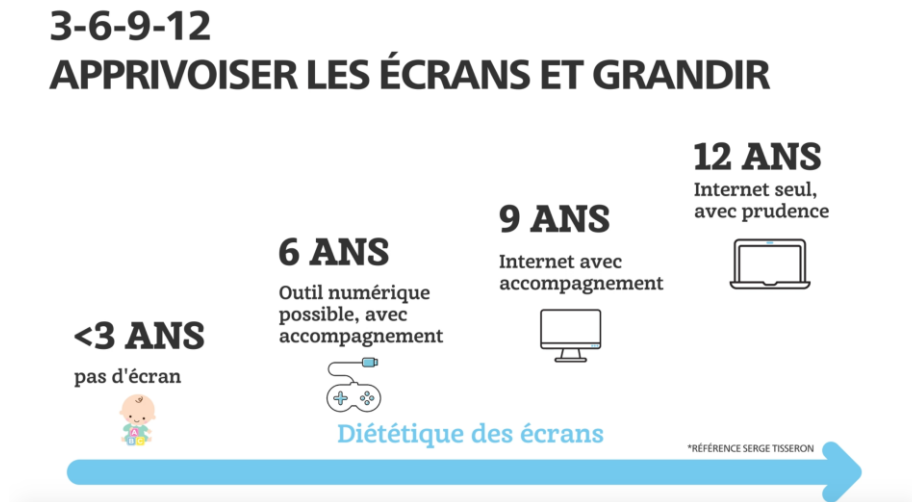 3-6-9-12
APPRIVOISER LES ÉCRANS ET GRANDIR
<3 ANS
pas d'écran
6 ANS
Outil numérique
possible, avec
accompagnement
9 ANS
Internet avec
accompagnement
12 ANS
Internet seul,
avec prudence
Diététique des écrans
*RÉFÉRENCE SERGE TISSERON